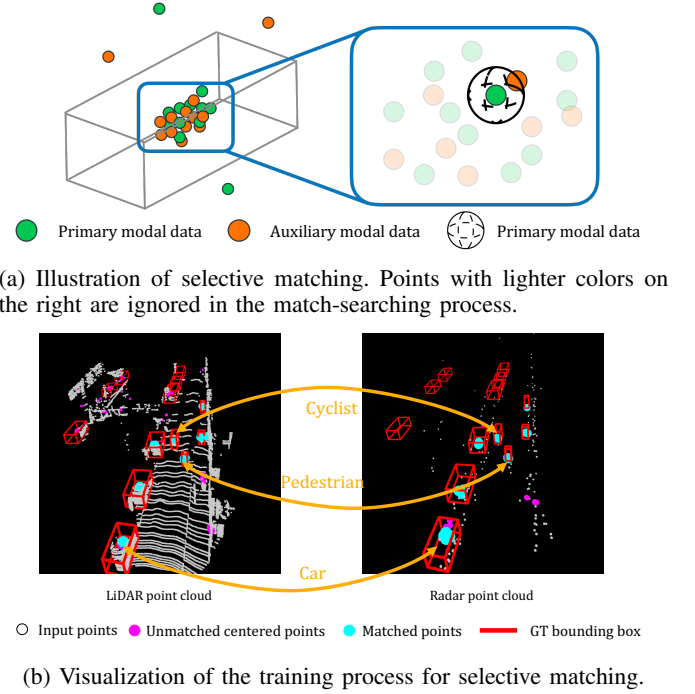 Primary modal data Auxiliary modal data Primary modal data
(a) Illustration of selective matching. Points with lighter colors on
the right are ignored in the match-searching process.
Cyclist
Pedestrian
Car
LiDAR point cloud Radar point cloud
Input points Unmatched centered points Matched points GT bounding box
(b) Visualization of the training process for selective matching.